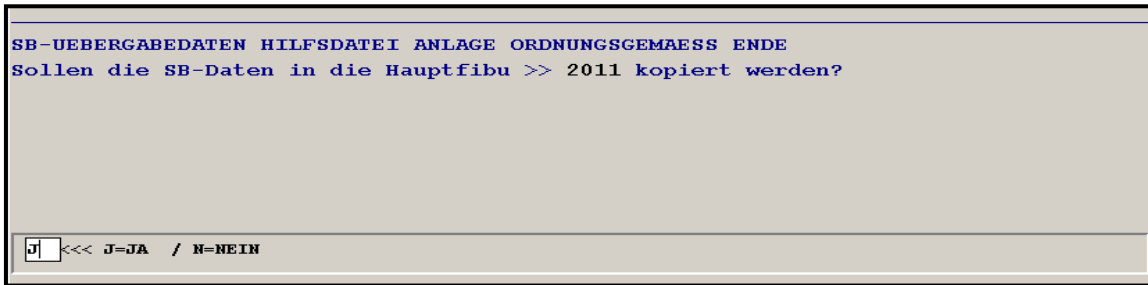 SB-UEBERGABEDATEN HILFSDATEI ANLAGE ORDNUNGSGEMAESS ENDE
Sollen die SB-Daten in die Hauptfibu >> 2011 kopiert werden?
J <<< J=JA / N=NEIN